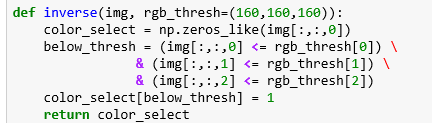 def inverse(img, rgb_thresh=(160,160,160)):
    color_select = np.zeros_like(img[:,:,0])
    below_thresh = (img[:,:,0] <= rgb_thresh[0]) \
                & (img[:,:,1] <= rgb_thresh[1]) \
                & (img[:,:,2] <= rgb_thresh[2])
    color_select[below_thresh] = 1
    return color_select